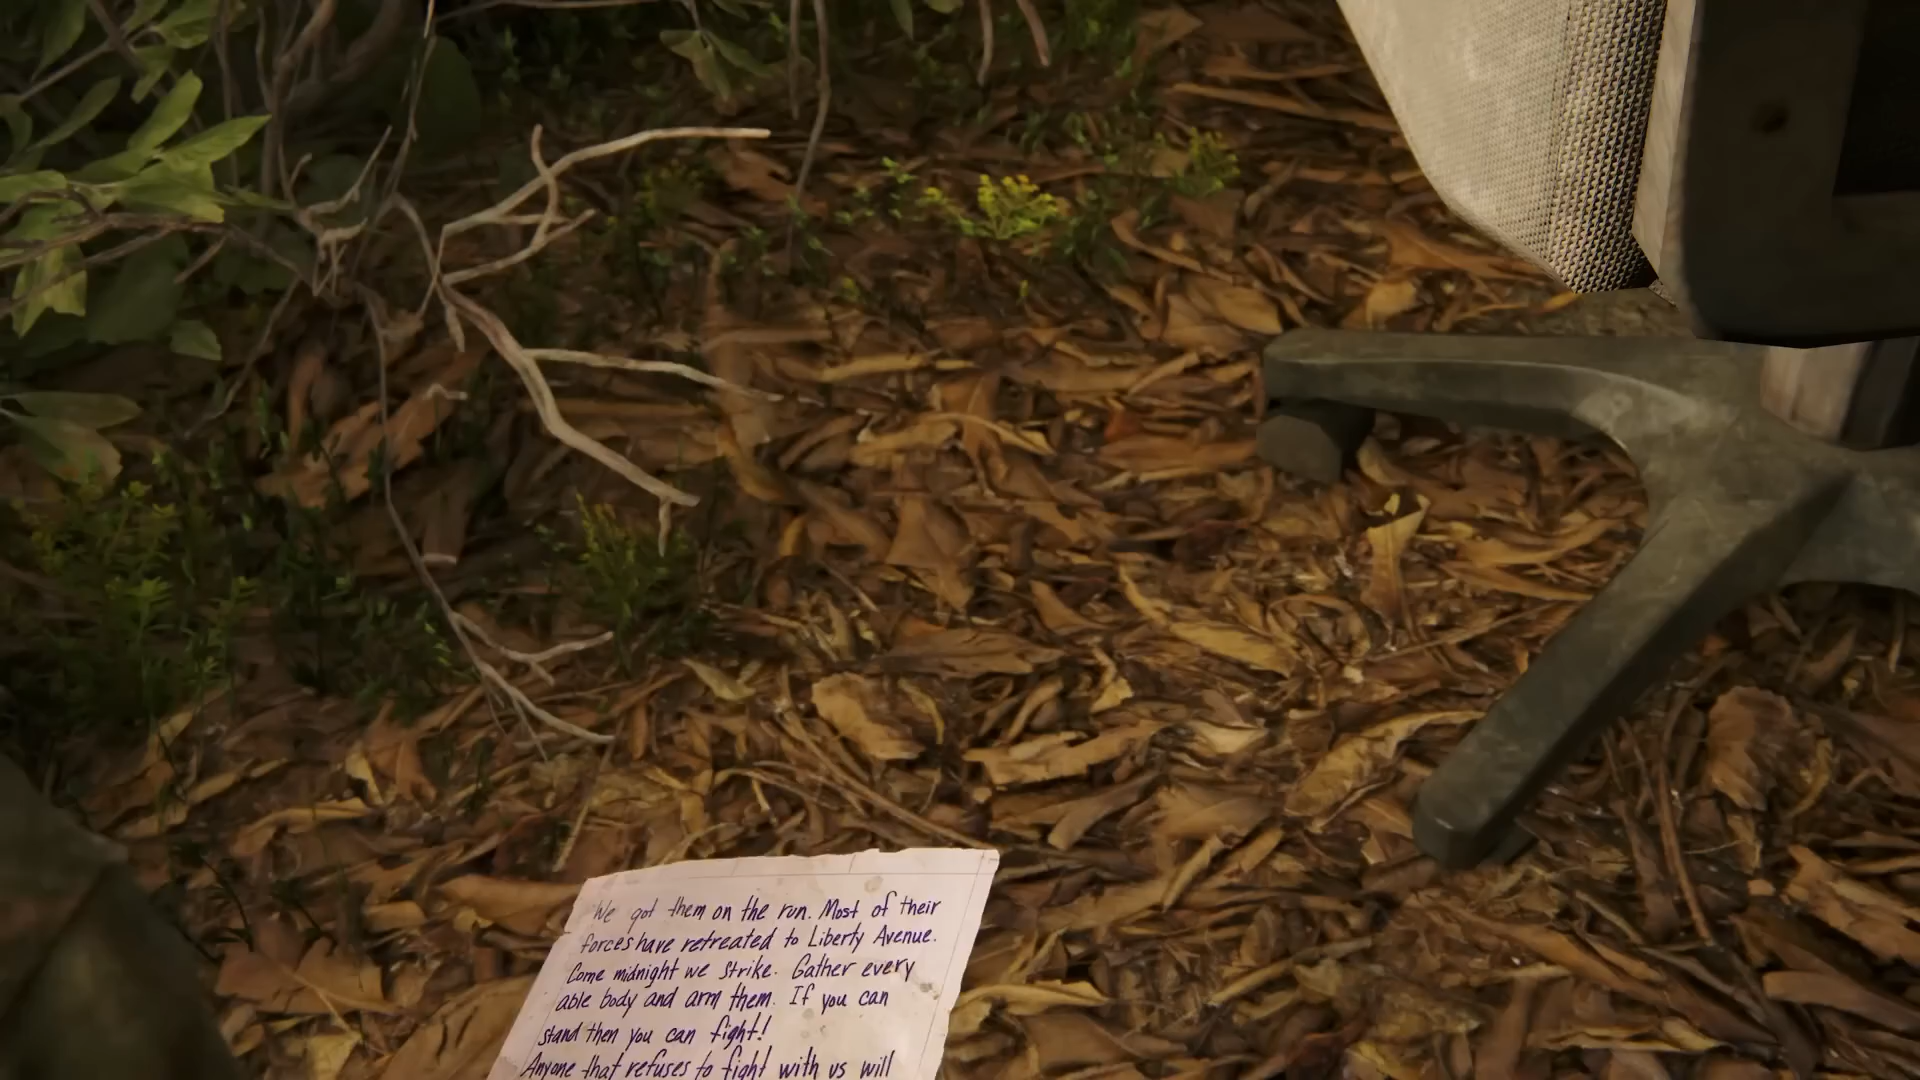 We got them on the run. Most of their
forces have retreated to Liberty Avenue.
Come midnight we strike. Gather every
able body and arm them. If you can
stand then you can fight!
Anyone that refuses to fight with us will